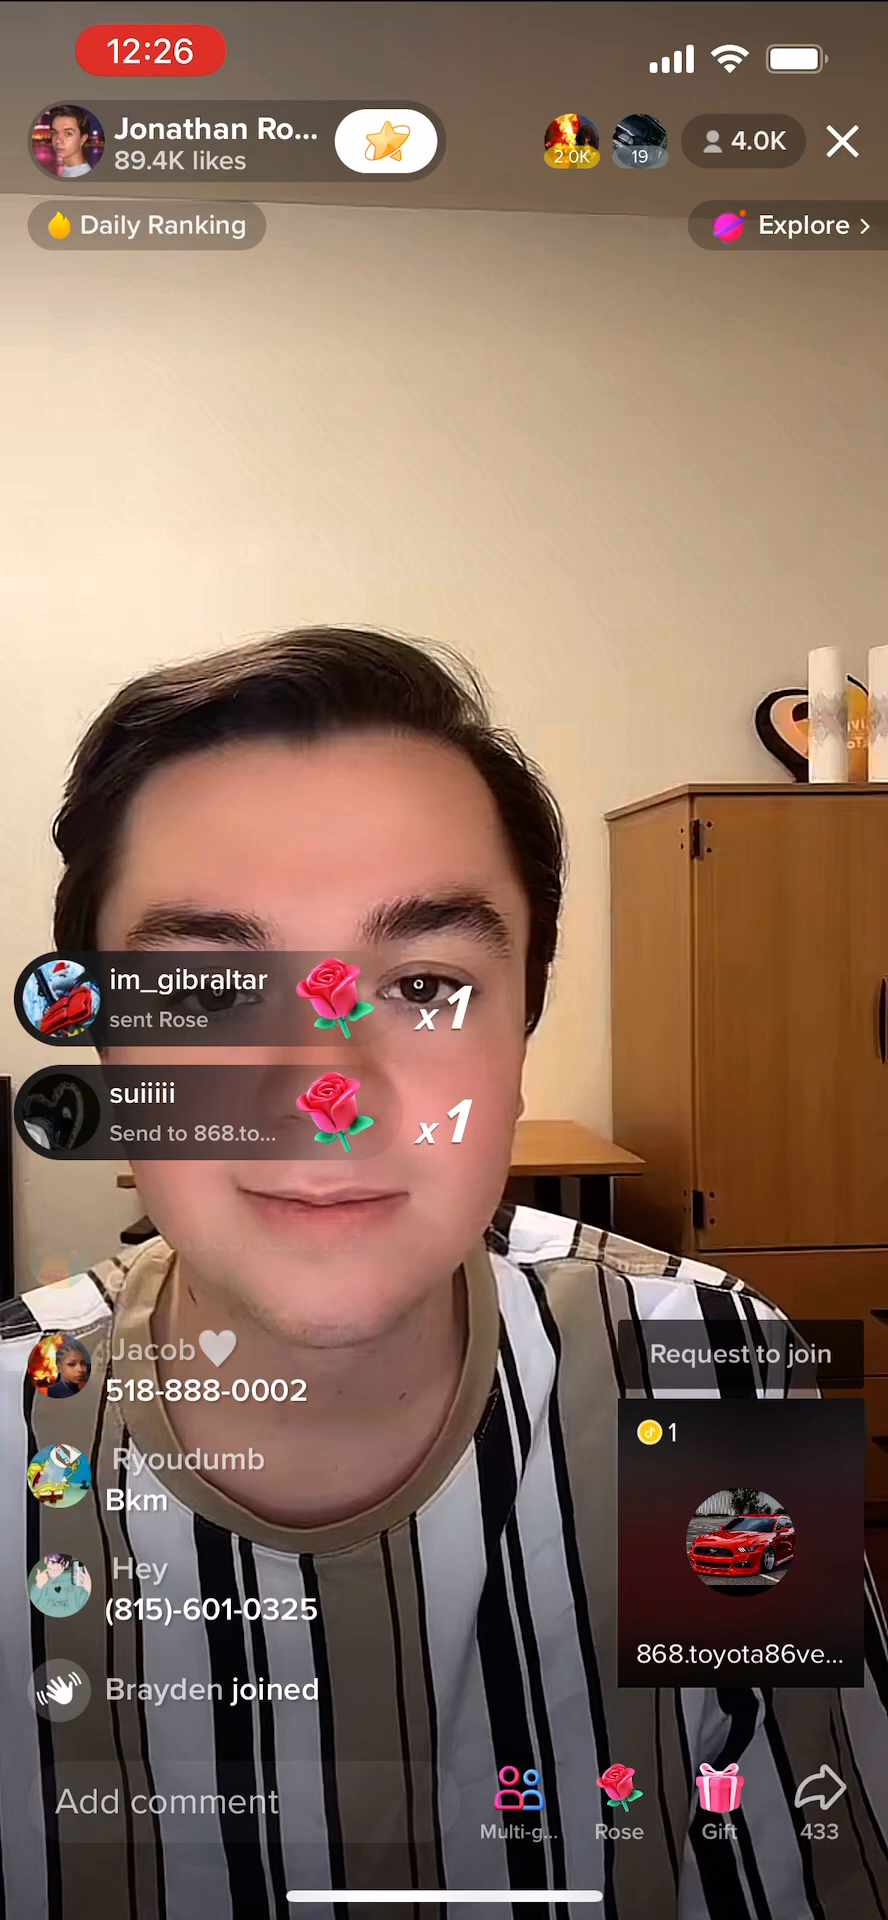 12:26
Jonathan Ro...
89.4K likes
2.0K
19
4.0K
Daily Ranking
Explore >
im_gibraltar
sent Rose
x1
suiiiii
Send to 868.to...
x1
Jacob🤍
518-888-0002
Request to join
1
Ryoudumb
Bkm
Hey
(815)-601-0325
868.toyota86ve...
Brayden joined
Add comment
Multi-g...
Rose
Gift
433